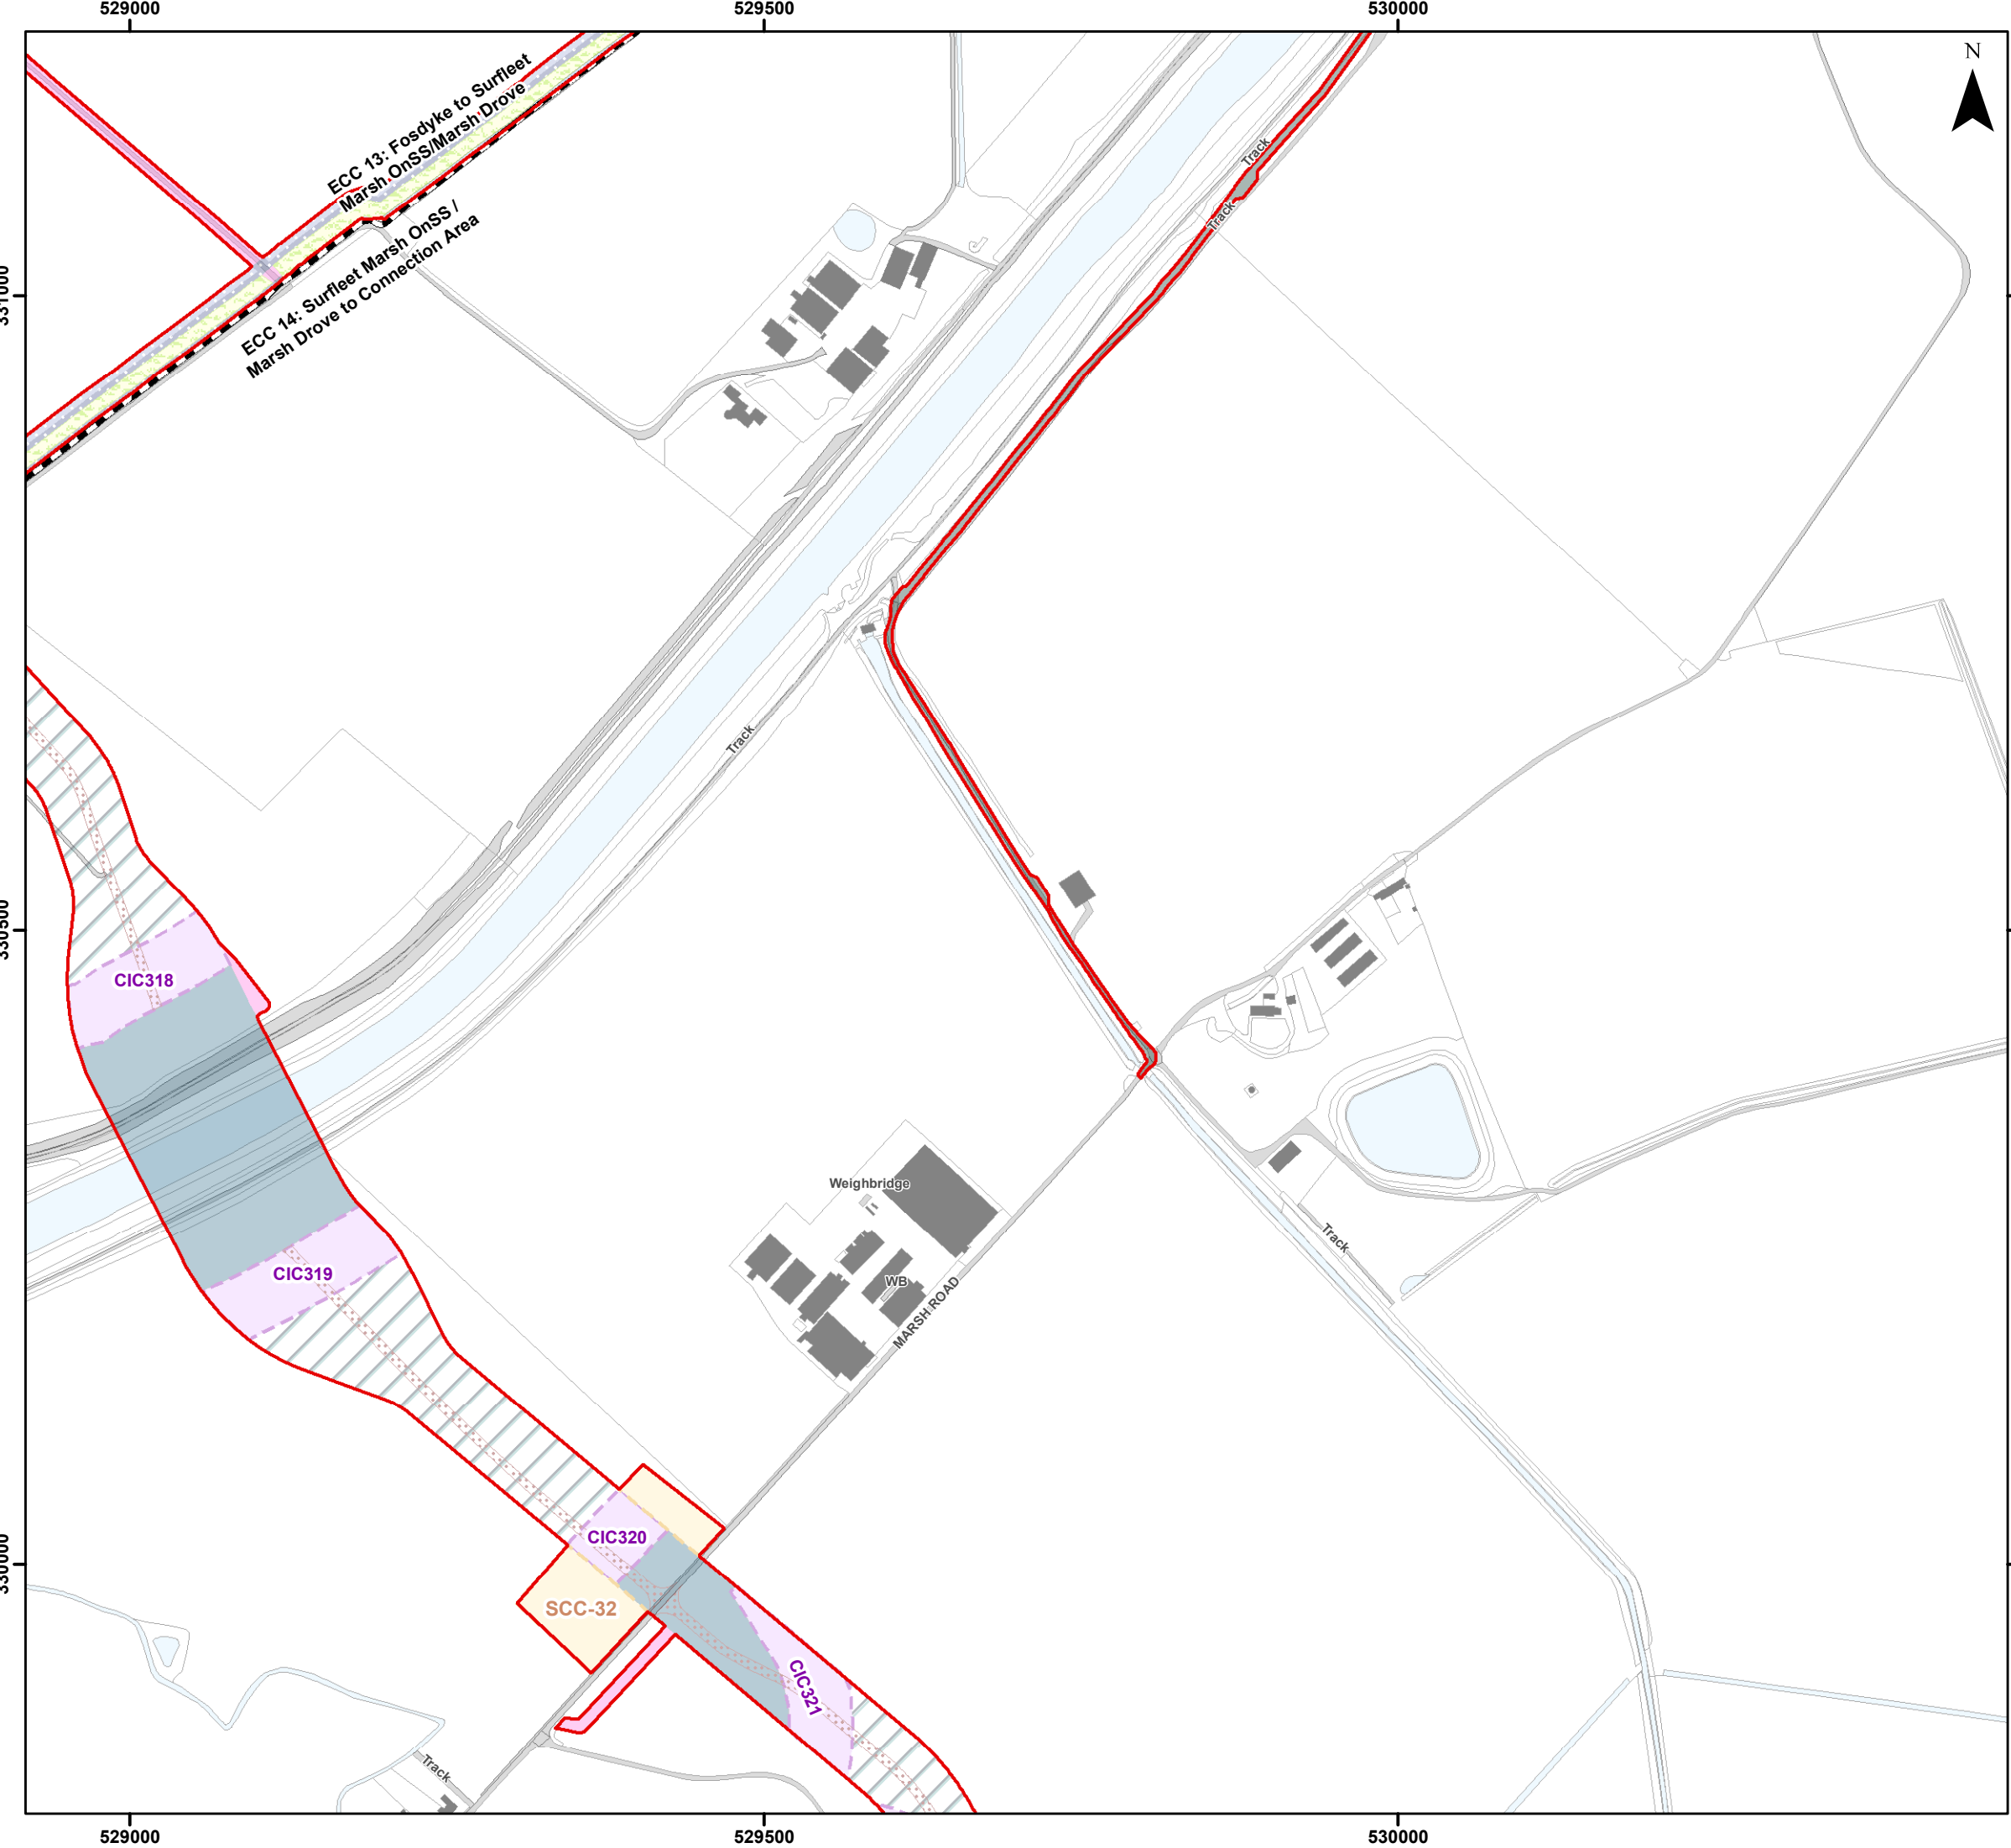 529000
529500
530000
N
ECC 13: Fosdyke to Surfleet
Marsh OnSS/Marsh Drove
ECC 14: Surfleet Marsh OnSS /
Marsh Drove to Connection Area
Track
Track
331000
Track
330500
CIC318
Weighbridge
Track
CIC319
WB
MARSH ROAD
CIC320
330000
SCC-32
CIC321
Track
529000
529500
530000